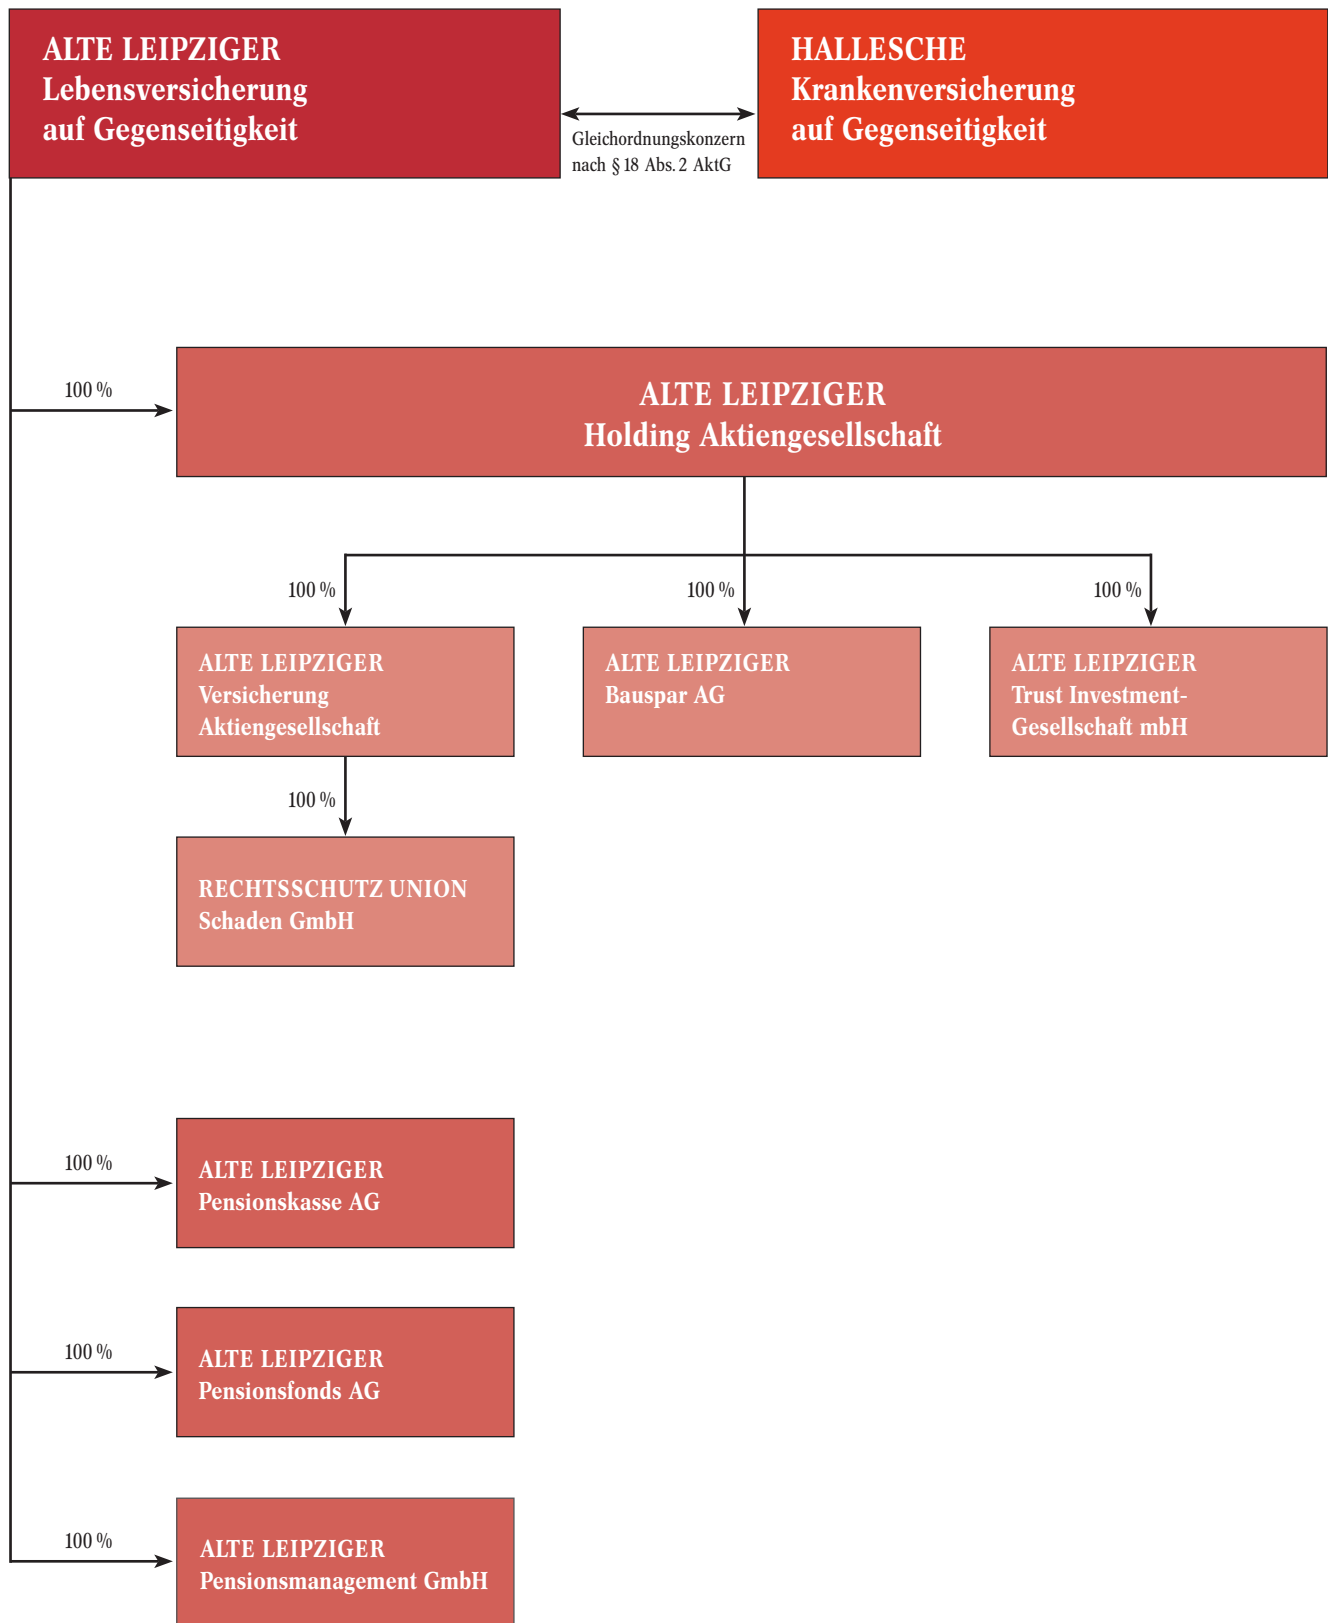 ALTE LEIPZIGER
Lebensversicherung
auf Gegenseitigkeit
Gleichordnungskonzern
nach § 18 Abs. 2 AktG
HALLESCHE
Krankenversicherung
auf Gegenseitigkeit
100 %
ALTE LEIPZIGER
Holding Aktiengesellschaft
100 %
100 %
100 %
ALTE LEIPZIGER
Versicherung
Aktiengesellschaft
ALTE LEIPZIGER
Bauspar AG
ALTE LEIPZIGER
Trust Investment-
Gesellschaft mbH
100 %
RECHTSSCHUTZ UNION
Schaden GmbH
100 %
ALTE LEIPZIGER
Pensionskasse AG
100 %
ALTE LEIPZIGER
Pensionsfonds AG
100 %
ALTE LEIPZIGER
Pensionsmanagement GmbH